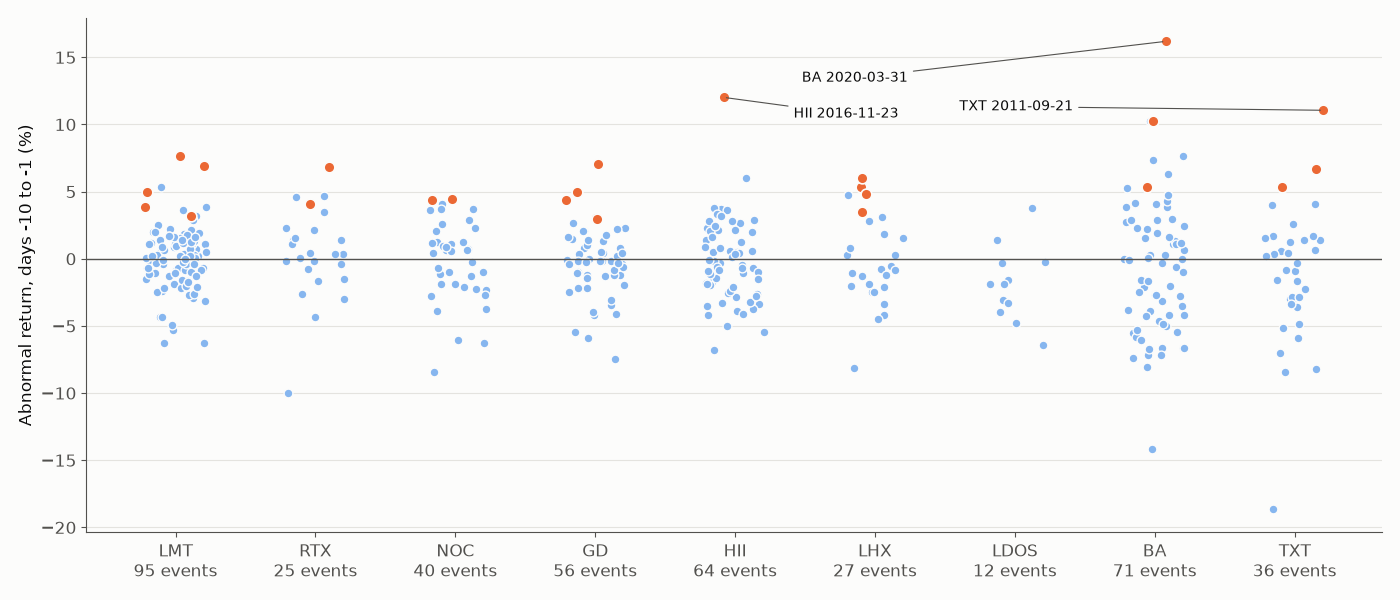 Abnormal return, days -10 to -1 (%)
15
10
5
0
−5
−10
−15
−20
BA 2020-03-31
HII 2016-11-23
TXT 2011-09-21
LMT
95 events
RTX
25 events
NOC
40 events
GD
56 events
HII
64 events
LHX
27 events
LDOS
12 events
BA
71 events
TXT
36 events